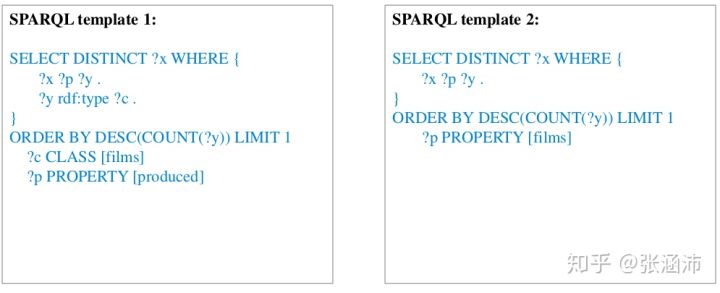 SPARQL template 1:
SELECT DISTINCT ?x WHERE {
?x ?p ?y .
?y rdf:type ?c .
}
ORDER BY DESC(COUNT(?y)) LIMIT 1
?c CLASS [films]
?p PROPERTY [produced]
SPARQL template 2:
SELECT DISTINCT ?x WHERE {
?x ?p ?y .
}
ORDER BY DESC(COUNT(?y)) LIMIT 1
?p PROPERTY [films]
知乎 @张涵沛